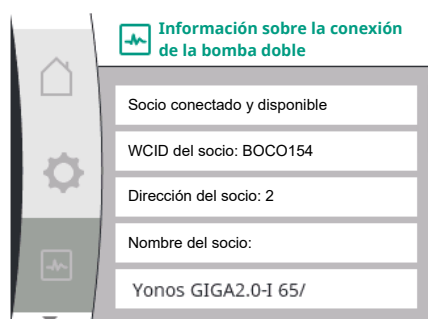 Información sobre la conexión
de la bomba doble
Socio conectado y disponible
WCID del socio: BOCO154
Dirección del socio: 2
Nombre del socio:
Yonos GIGA2.0-I 65/